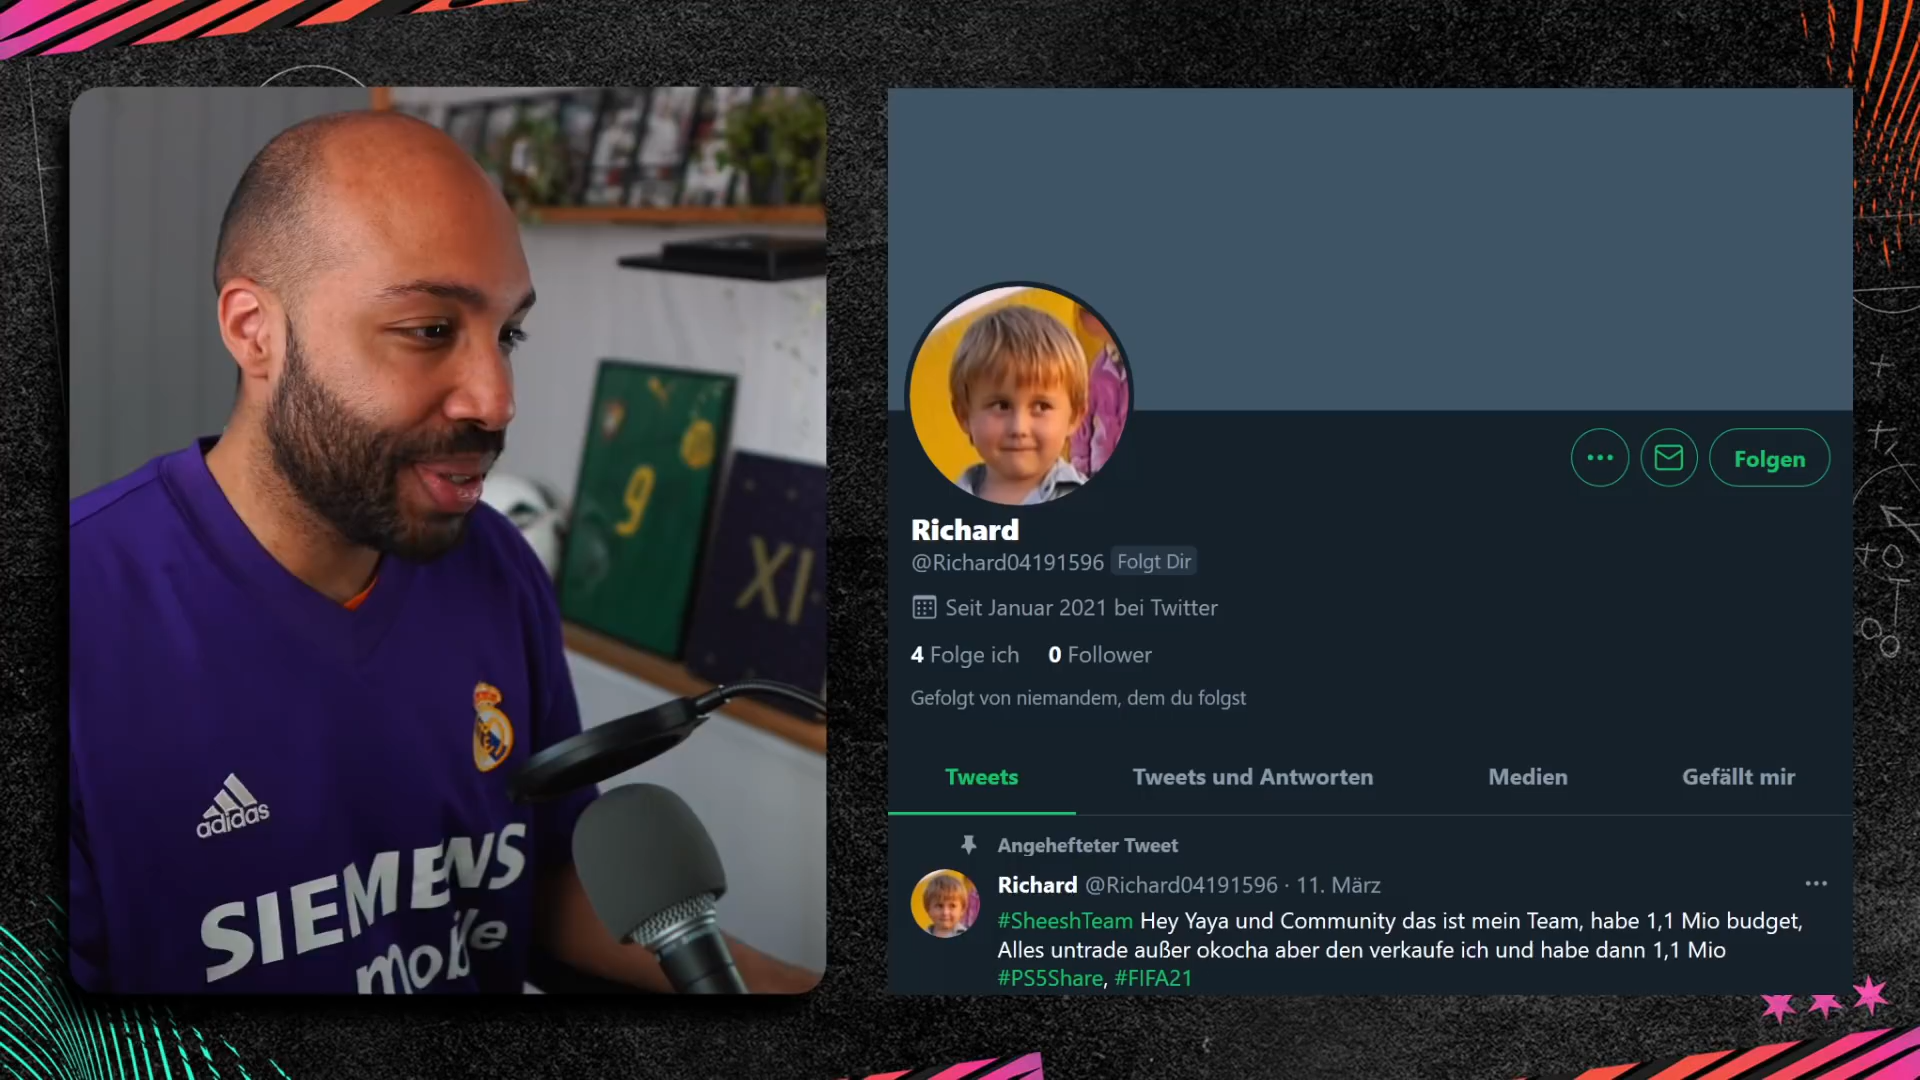 9
XI
adidas
SIEMENS
mobile
Folgen
Richard
@Richard04191596 Folgt Dir
Seit Januar 2021 bei Twitter
4 Folge ich 0 Follower
Gefolgt von niemandem, dem du folgst
Tweets Tweets und Antworten Medien Gefällt mir
Angehefteter Tweet
Richard @Richard04191596 · 11. März
#SheeshTeam Hey Yaya und Community das ist mein Team, habe 1,1 Mio budget,
Alles untrade außer okocha aber den verkaufe ich und habe dann 1,1 Mio
#PS5Share, #FIFA21